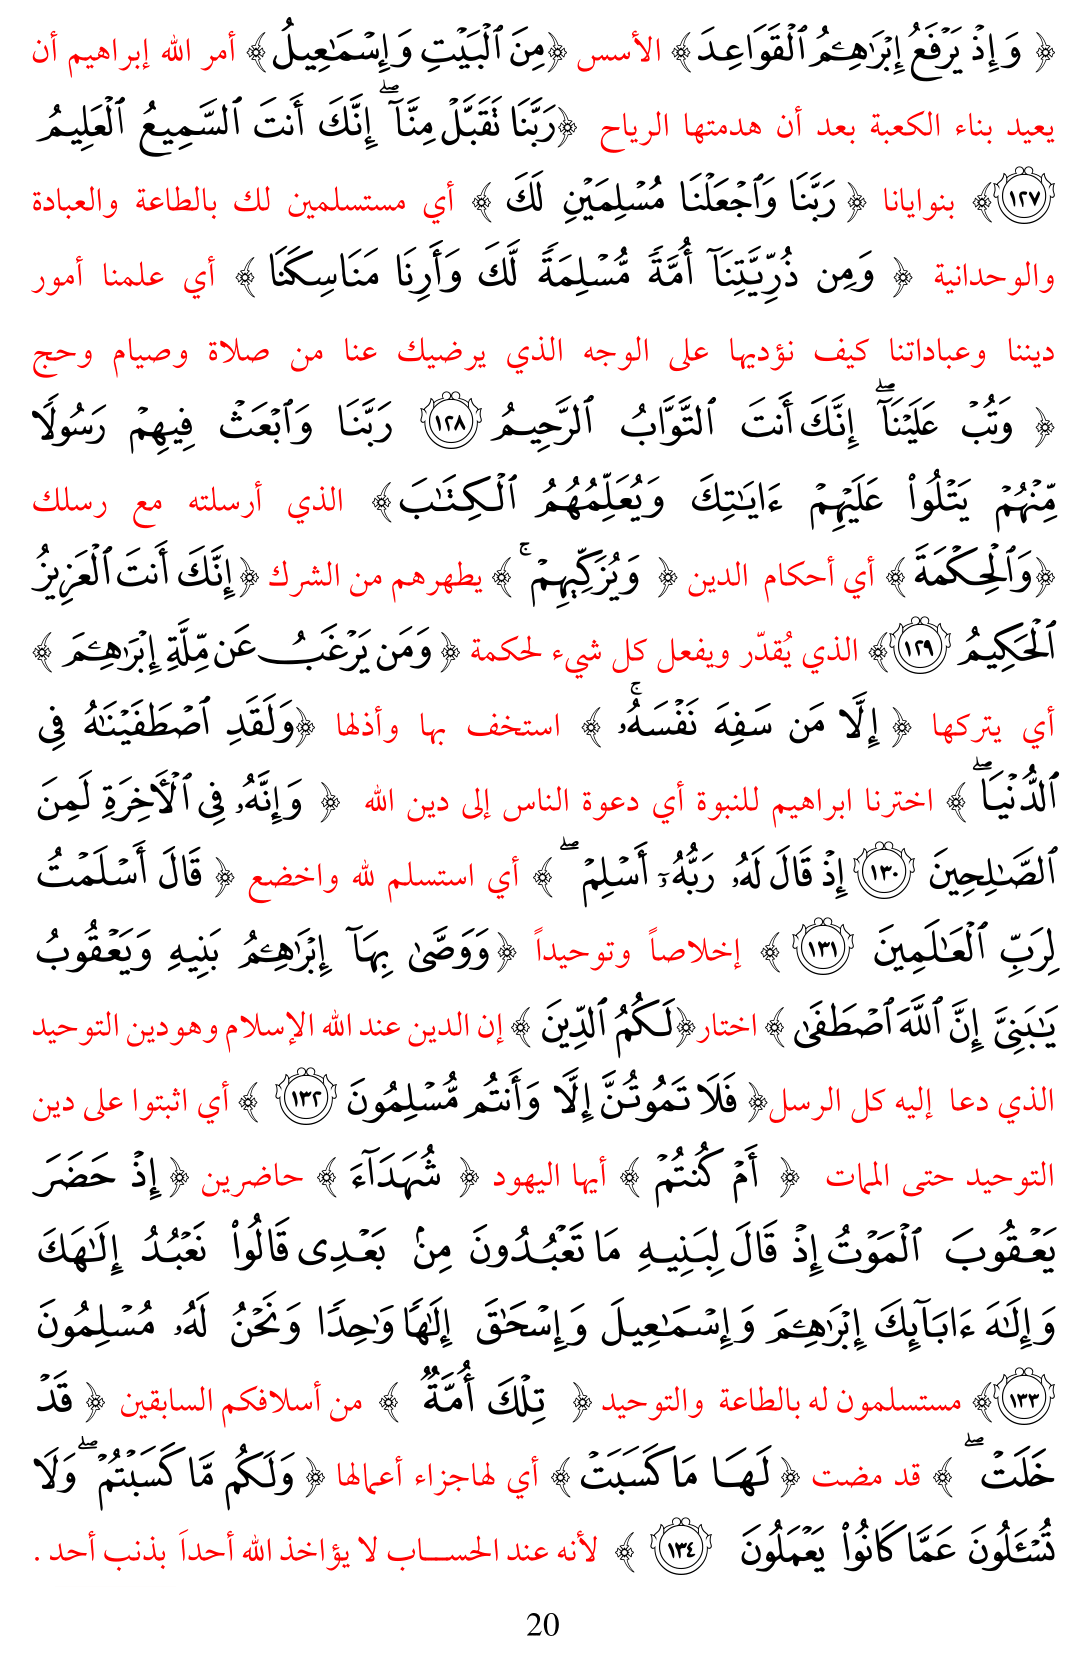 ﴿ وَإِذْ يَرْفَعُ إِبْرَٰهِـۧمُ ٱلْقَوَاعِدَ﴾ الأسس ﴿مِنَ ٱلْبَيْتِ وَإِسْمَـٰعِيلُ﴾ أمر الله إبراهيم أن
يعيد بناء الكعبة بعد أن هدمتها الرياح ﴿رَبَّنَا تَقَبَّلْ مِنَّآ ۖ إِنَّكَ أَنتَ ٱلسَّمِيعُ ٱلْعَلِيمُ
١٢٧﴾ بنوايانا ﴿ رَبَّنَا وَٱجْعَلْنَا مُسْلِمَيْنِ لَكَ ﴾ أي مستسلمين لك بالطاعة والعبادة
والوحدانية ﴿ وَمِن ذُرِّيَّتِنَآ أُمَّةً مُّسْلِمَةً لَّكَ وَأَرِنَا مَنَاسِكَنَا ﴾ أي علمنا أمور
ديننا وعباداتنا كيف نؤديها على الوجه الذي يرضيك عنا من صلاة وصيام وحج
﴿ وَتُبْ عَلَيْنَآ ۖ إِنَّكَ أَنتَ ٱلتَّوَّابُ ٱلرَّحِيمُ ١٢٨ رَبَّنَا وَٱبْعَثْ فِيهِمْ رَسُولًا
مِّنْهُمْ يَتْلُوا۟ عَلَيْهِمْ ءَايَـٰتِكَ وَيُعَلِّمُهُمُ ٱلْكِتَـٰبَ﴾ الذي أرسلته مع رسلك
﴿وَٱلْحِكْمَةَ﴾ أي أحكام الدين ﴿ وَيُزَكِّيهِمْ ۚ ﴾ يطهرهم من الشرك ﴿إِنَّكَ أَنتَ ٱلْعَزِيزُ
ٱلْحَكِيمُ ١٢٩﴾ الذي يُقدّر ويفعل كل شيء لحكمة ﴿ وَمَن يَرْغَبُ عَن مِّلَّةِ إِبْرَٰهِـۧمَ ﴾
أي يتركها ﴿ إِلَّا مَن سَفِهَ نَفْسَهُۥ ۚ ﴾ استخف بها وأذلها ﴿وَلَقَدِ ٱصْطَفَيْنَـٰهُ فِى
ٱلدُّنْيَا ۖ ﴾ اخترنا ابراهيم للنبوة أي دعوة الناس إلى دين الله ﴿ وَإِنَّهُۥ فِى ٱلْـَٔاخِرَةِ لَمِنَ
ٱلصَّـٰلِحِينَ ١٣٠ إِذْ قَالَ لَهُۥ رَبُّهُۥٓ أَسْلِمْ ۖ ﴾ أي استسلم لله واخضع ﴿ قَالَ أَسْلَمْتُ
لِرَبِّ ٱلْعَـٰلَمِينَ ١٣١ ﴾ إخلاصاً وتوحيداً ﴿وَوَصَّىٰ بِهَآ إِبْرَٰهِـۧمُ بَنِيهِ وَيَعْقُوبُ
يَـٰبَنِىَّ إِنَّ ٱللَّهَ ٱصْطَفَىٰ ﴾ اختار﴿لَكُمُ ٱلدِّينَ ﴾ إن الدين عند الله الإسلام وهو دين التوحيد
الذي دعا إليه كل الرسل﴿ فَلَا تَمُوتُنَّ إِلَّا وَأَنتُم مُّسْلِمُونَ ١٣٢ ﴾ أي اثبتوا على دين
التوحيد حتى الممات ﴿ أَمْ كُنتُمْ ﴾ أيها اليهود ﴿ شُهَدَآءَ ﴾ حاضرين ﴿ إِذْ حَضَرَ
يَعْقُوبَ ٱلْمَوْتُ إِذْ قَالَ لِبَنِيهِ مَا تَعْبُدُونَ مِنۢ بَعْدِى قَالُوا۟ نَعْبُدُ إِلَـٰهَكَ
وَإِلَـٰهَ ءَابَآئِكَ إِبْرَٰهِـۧمَ وَإِسْمَـٰعِيلَ وَإِسْحَـٰقَ إِلَـٰهًا وَٰحِدًا وَنَحْنُ لَهُۥ مُسْلِمُونَ
١٣٣﴾ مستسلمون له بالطاعة والتوحيد ﴿ تِلْكَ أُمَّةٌ ﴾ من أسلافكم السابقين ﴿ قَدْ
خَلَتْ ۖ ﴾ قد مضت ﴿ لَهَا مَا كَسَبَتْ ﴾ أي لهاجزاء أعمالها ﴿ وَلَكُم مَّا كَسَبْتُمْ ۖ وَلَا
تُسْـَٔلُونَ عَمَّا كَانُوا۟ يَعْمَلُونَ ١٣٤ ﴾ لأنه عند الحســاب لا يؤاخذ الله أحداً بذنب أحد .
20